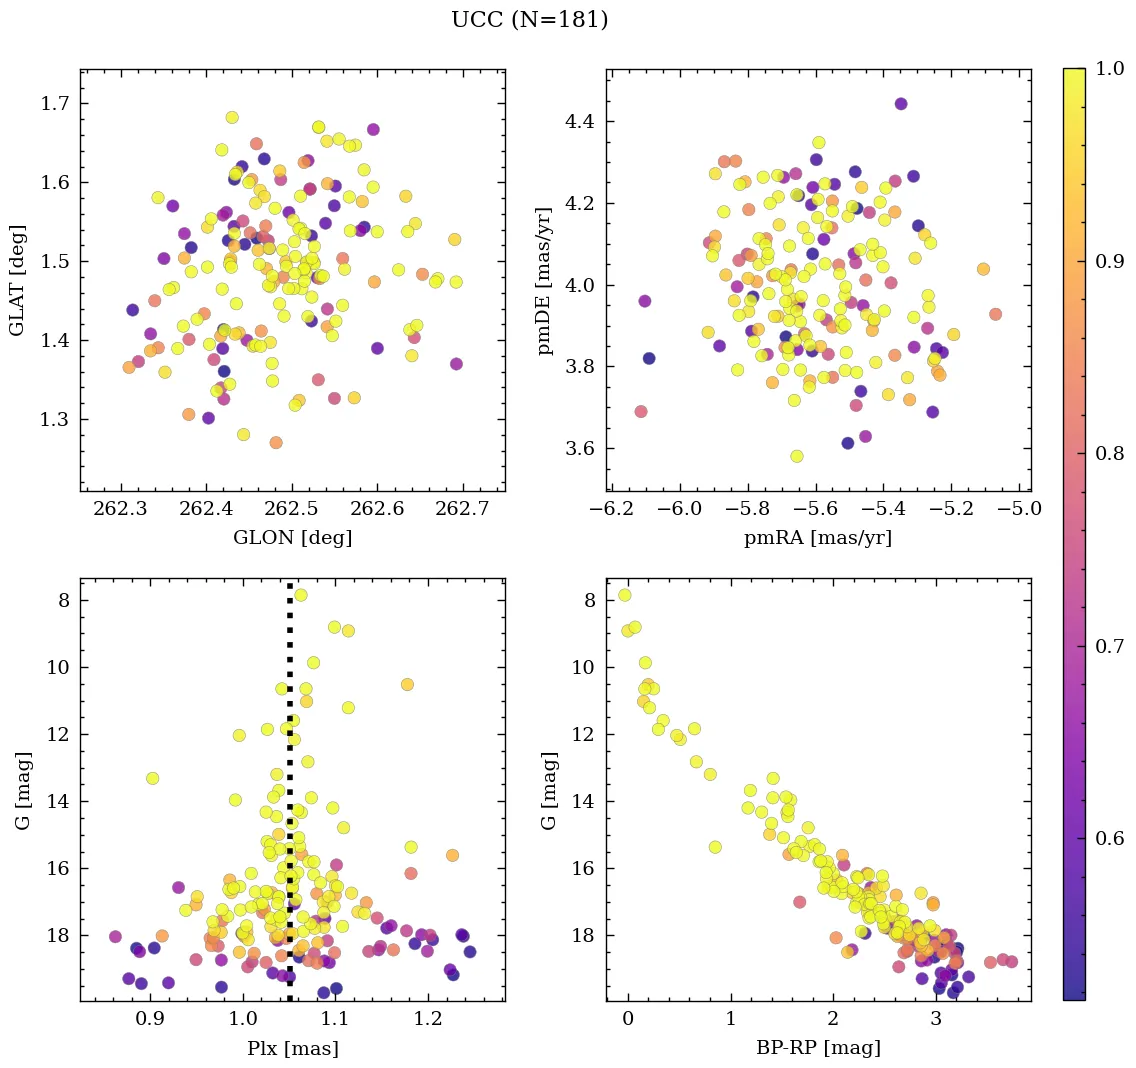 UCC (N=181)
1.7
1.6
1.5
1.4
1.3
GLAT [deg]
262.3 262.4 262.5 262.6 262.7
GLON [deg]
4.4
4.2
4.0
3.8
3.6
pmDE [mas/yr]
−6.2 −6.0 −5.8 −5.6 −5.4 −5.2 −5.0
pmRA [mas/yr]
1.0
0.9
0.8
0.7
0.6
8
10
12
14
16
18
G [mag]
0.9 1.0 1.1 1.2
Plx [mas]
8
10
12
14
16
18
G [mag]
0 1 2 3
BP-RP [mag]